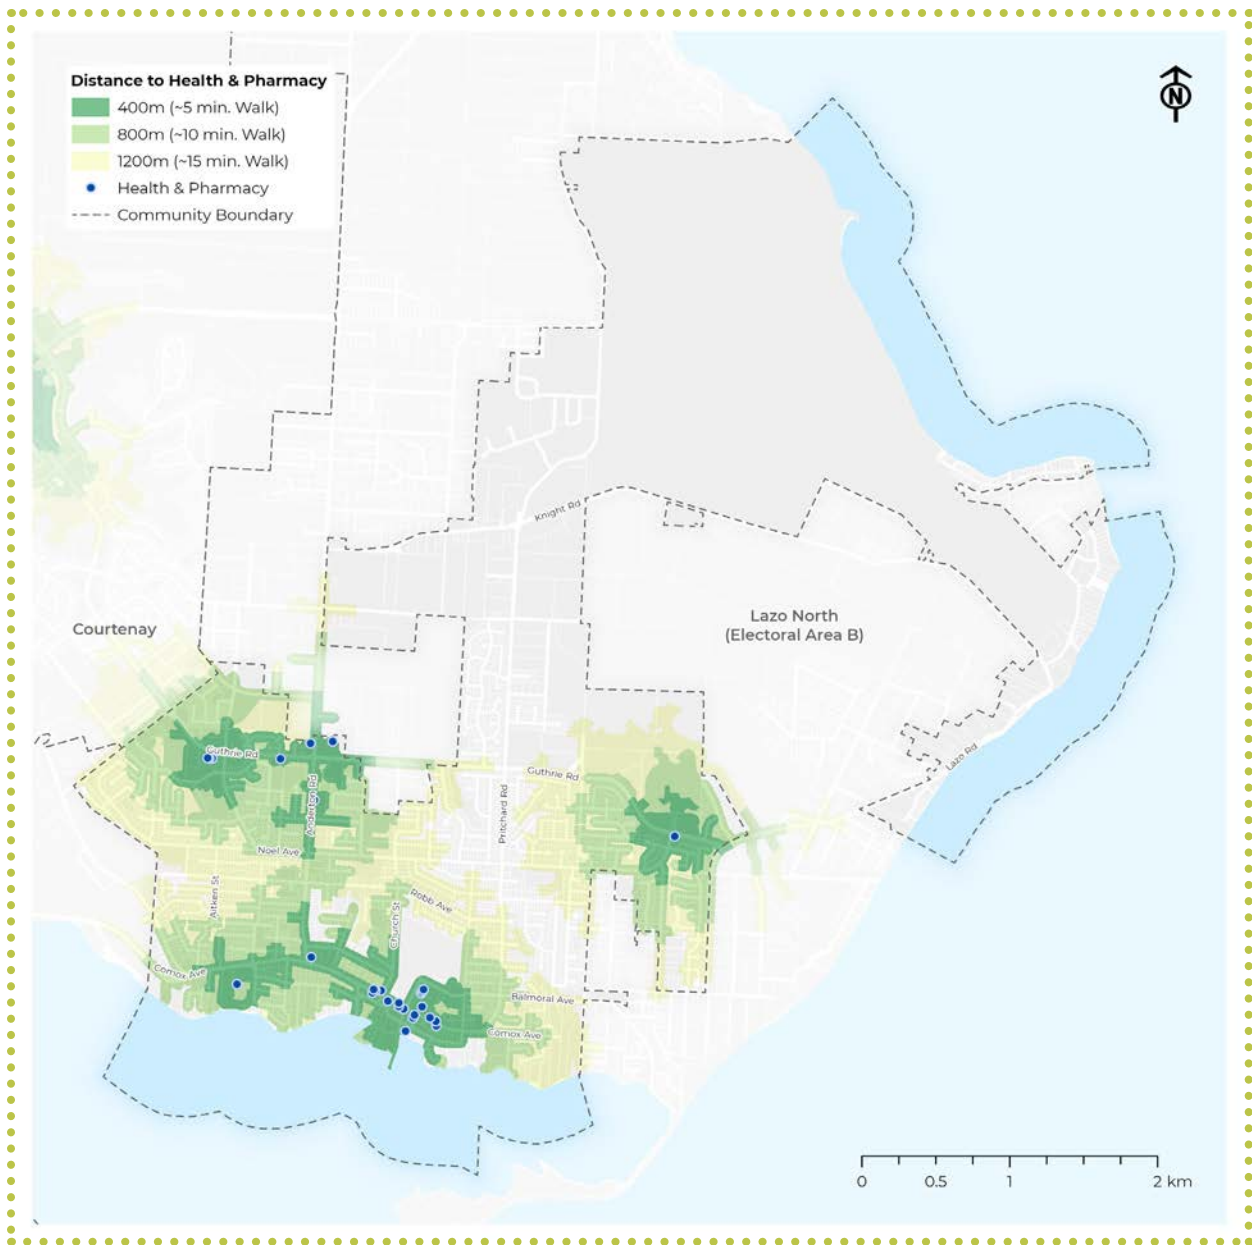 Distance to Health & Pharmacy
400m (~5 min. Walk)
800m (~10 min. Walk)
1200m (~15 min. Walk)
Health & Pharmacy
Community Boundary
N
Knight Rd
Courtenay
Lazo North
(Electoral Area B)
Guthrie Rd
Lazo Rd
Guthrie Rd
Anderton Rd
Pritchard Rd
Noel Ave
Aitken St
Robb Ave
Church St
Comox Ave
Balmoral Ave
Comox Ave
0 0.5 1 2 km